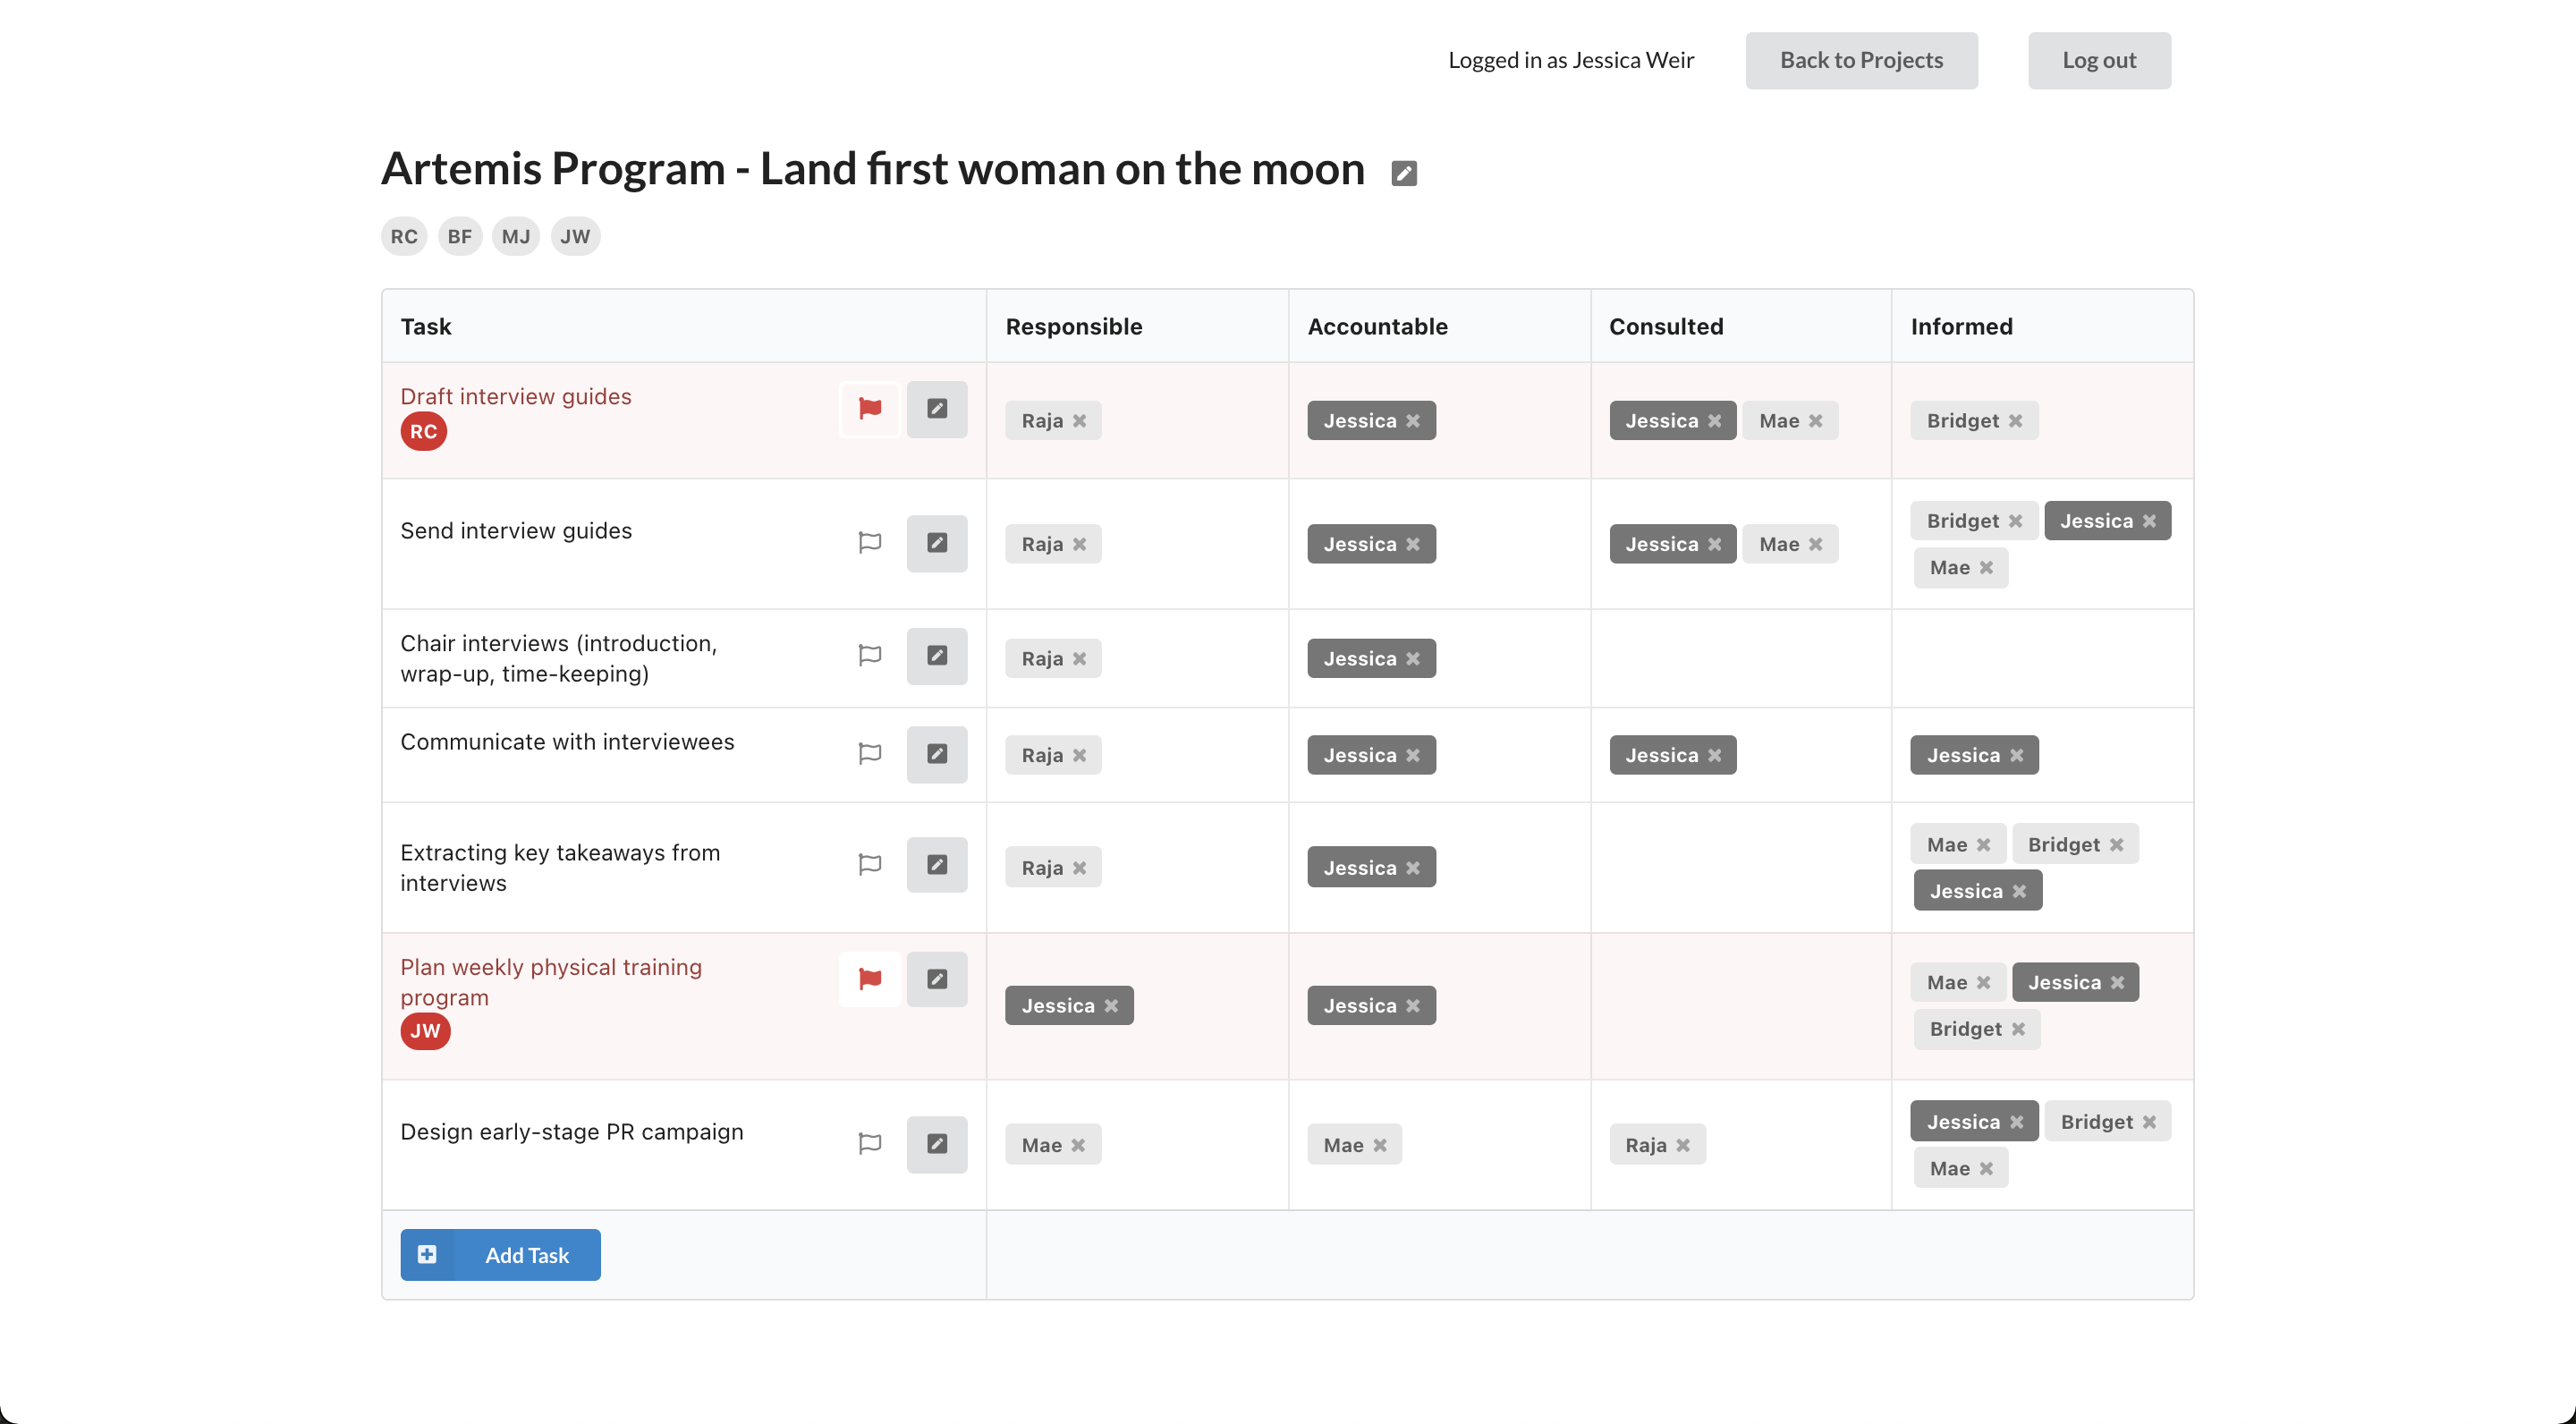 Logged in as Jessica Weir Back to Projects Log out
Artemis Program - Land first woman on the moon
RC BF MJ JW
Task Responsible Accountable Consulted Informed
Draft interview guides
RC
Raja Jessica Jessica Mae Bridget
Send interview guides Raja Jessica Jessica Mae Bridget Jessica
Mae
Chair interviews (introduction,
wrap-up, time-keeping)
Raja Jessica
Communicate with interviewees Raja Jessica Jessica Jessica
Extracting key takeaways from
interviews
Raja Jessica Mae Bridget
Jessica
Plan weekly physical training
program
JW
Jessica Jessica Mae Jessica
Bridget
Design early-stage PR campaign Mae Mae Raja Jessica Bridget
Mae
Add Task